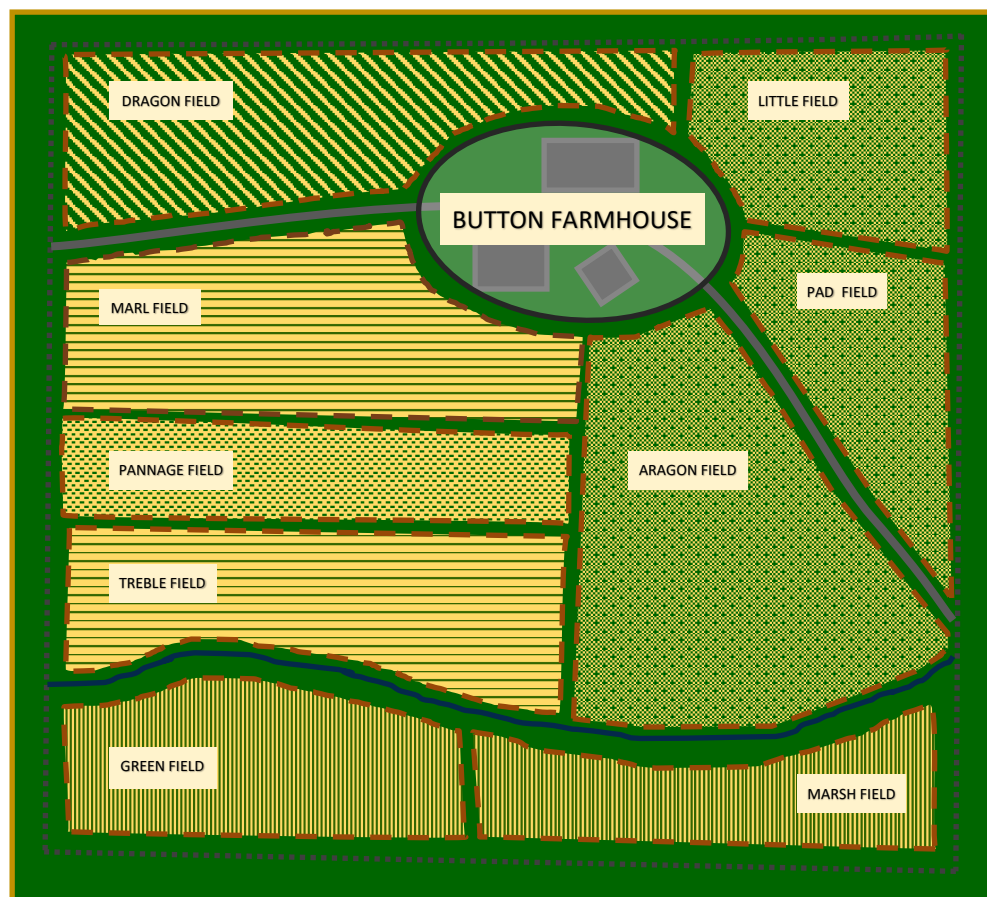 DRAGON FIELD
LITTLE FIELD
BUTTON FARMHOUSE
PAD FIELD
MARL FIELD
PANNAGE FIELD
ARAGON FIELD
TREBLE FIELD
GREEN FIELD
MARSH FIELD